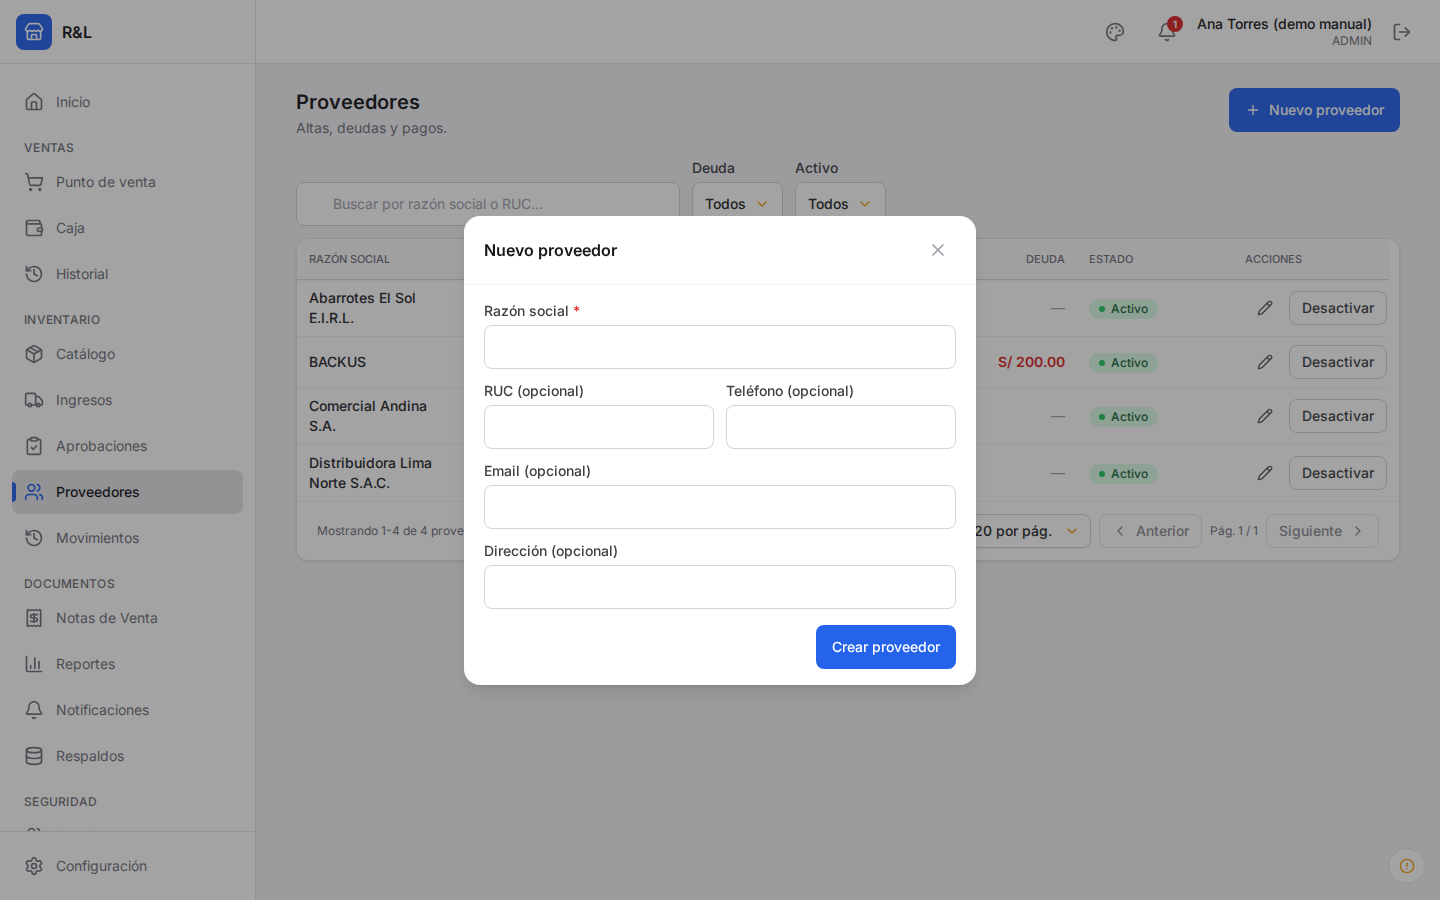 R&L
1
Ana Torres (demo manual)
ADMIN
Inicio
VENTAS
Punto de venta
Caja
Historial
INVENTARIO
Catálogo
Ingresos
Aprobaciones
Proveedores
Movimientos
DOCUMENTOS
Notas de Venta
Reportes
Notificaciones
Respaldos
SEGURIDAD
Configuración
Proveedores
Altas, deudas y pagos.
+ Nuevo proveedor
Deuda
Activo
Buscar por razón social o RUC...
Todos
Todos
RAZÓN SOCIAL
DEUDA
ESTADO
ACCIONES
Abarrotes El Sol
E.I.R.L.
—
Activo
Desactivar
BACKUS
S/ 200.00
Activo
Desactivar
Comercial Andina
S.A.
—
Activo
Desactivar
Distribuidora Lima
Norte S.A.C.
—
Activo
Desactivar
Mostrando 1-4 de 4 prove
20 por pág.
Anterior
Pág. 1 / 1
Siguiente
Nuevo proveedor
Razón social *
RUC (opcional)
Teléfono (opcional)
Email (opcional)
Dirección (opcional)
Crear proveedor